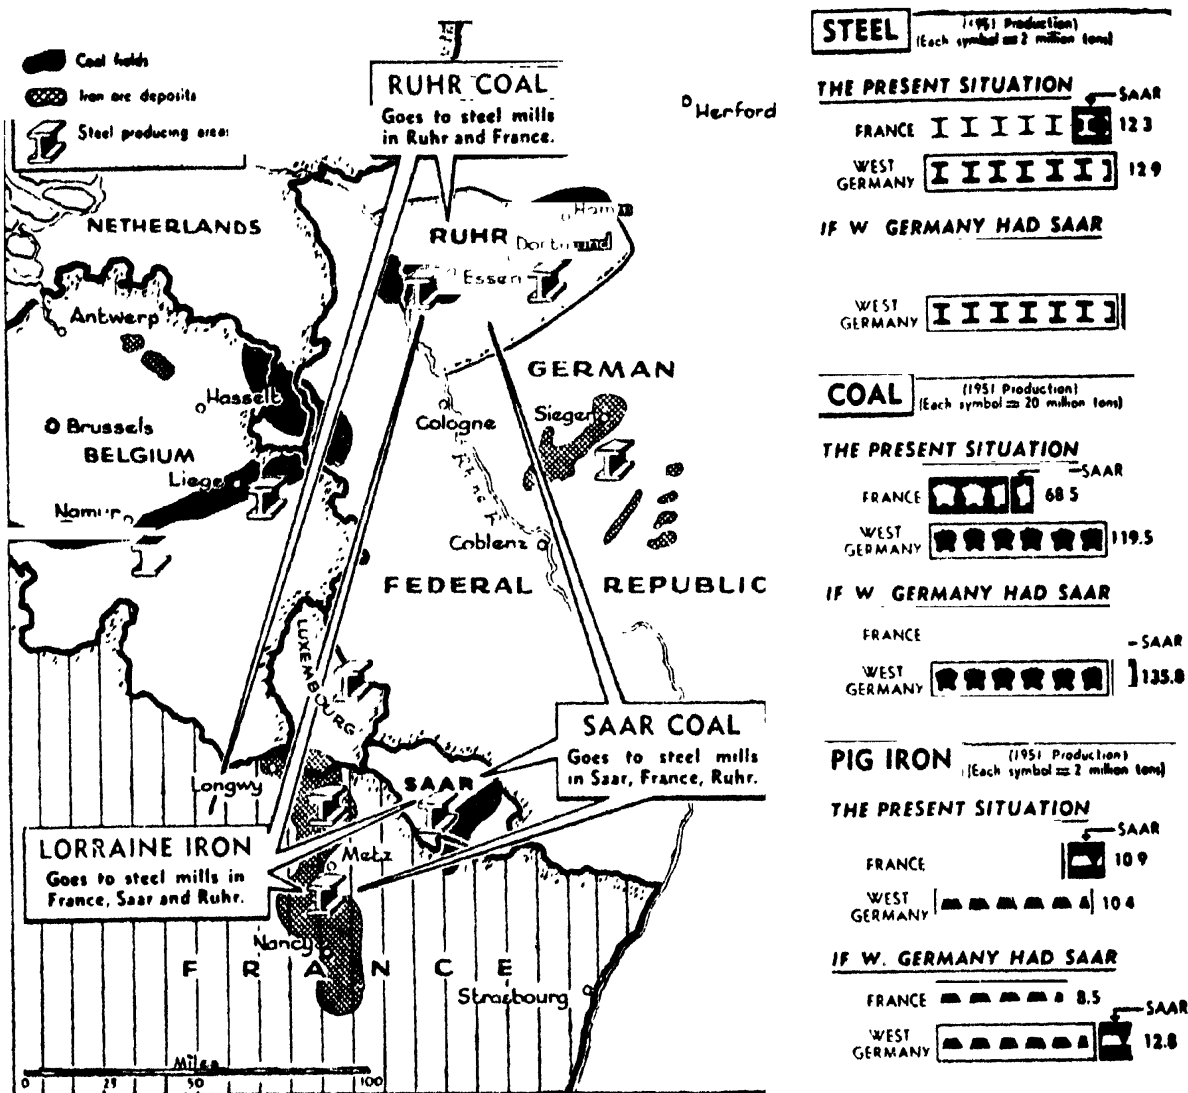 Coal fields
Iron ore deposits
Steel producing areas
RUHR COAL
Goes to steel mills
in Ruhr and France.
Herford
NETHERLANDS
RUHR
Essen
Antwerp
Hasselt
Brussels
BELGIUM
Liege
Namur
GERMAN
Cologne
Siegen
Coblenz
FEDERAL REPUBLIC
LUXEMBOURG
SAAR COAL
Goes to steel mills
in Saar, France, Ruhr.
Longwy
SAAR
LORRAINE IRON
Goes to steel mills in
France, Saar and Ruhr.
Metz
Nancy
FRANCE
Strasbourg
Miles
0 25 50 100
STEEL
(1951 Production)
(Each symbol = 2 million tons)
THE PRESENT SITUATION
SAAR
FRANCE 12 3
WEST
GERMANY 12 9
IF W GERMANY HAD SAAR
WEST
GERMANY
COAL
(1951 Production)
(Each symbol = 20 million tons)
THE PRESENT SITUATION
SAAR
FRANCE 68 5
WEST
GERMANY 119.5
IF W GERMANY HAD SAAR
FRANCE
SAAR
WEST
GERMANY 135.8
PIG IRON
(1951 Production)
(Each symbol = 2 million tons)
THE PRESENT SITUATION
SAAR
FRANCE 10 9
WEST
GERMANY 10 4
IF W. GERMANY HAD SAAR
FRANCE 8.5
SAAR
WEST
GERMANY 12.8